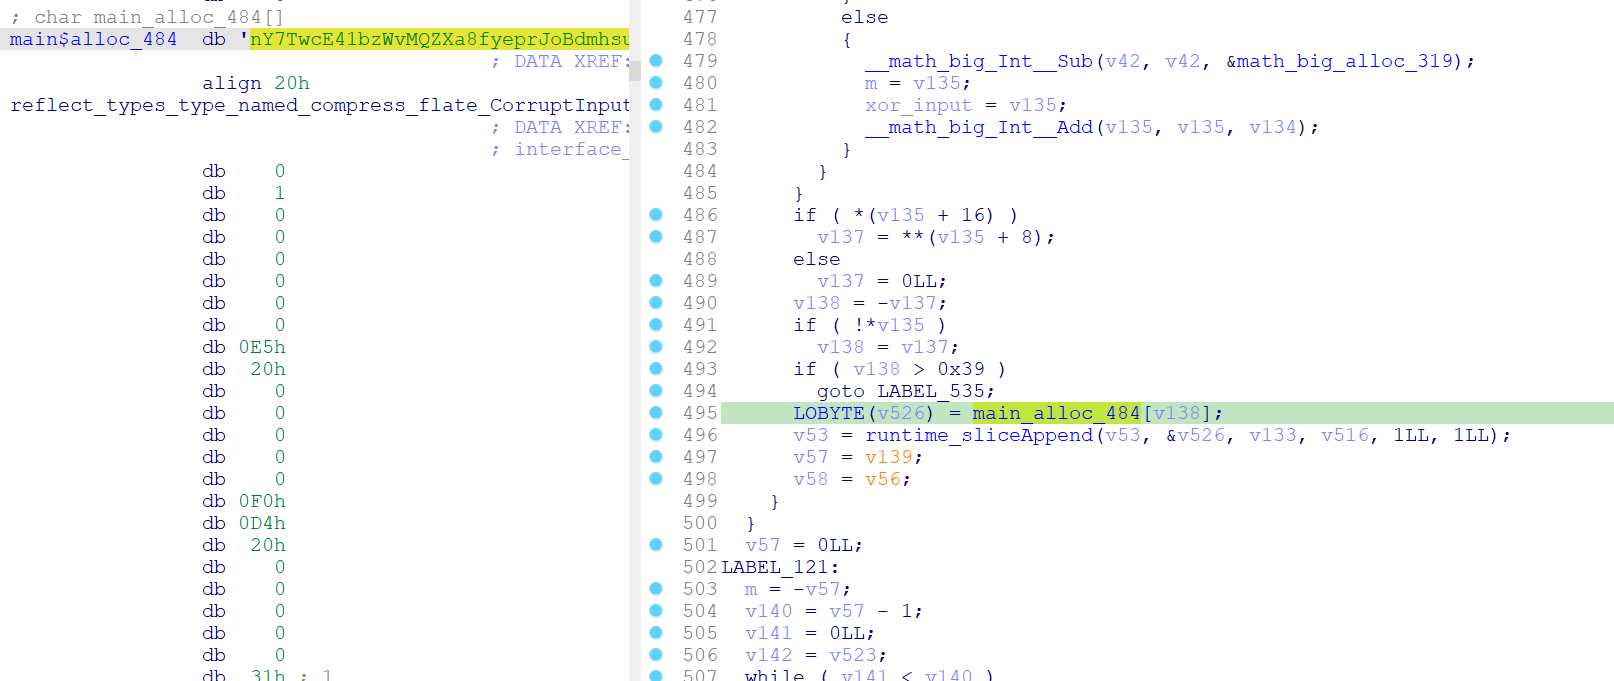 ; char main_alloc_484[]
main$alloc_484 db 'nY7TwcE41bzWvMQZXa8fyeprJoBdmhsu
; DATA XREF:
align 20h
reflect_types_type_named_compress_flate_CorruptInput
; DATA XREF:
; interface_
db 0
db 1
db 0
db 0
db 0
db 0
db 0
db 0
db 0E5h
db 20h
db 0
db 0
db 0
db 0
db 0
db 0F0h
db 0D4h
db 20h
db 0
db 0
db 0
db 0
db 0
db 31h ; 1
477 else
478 {
479 __math_big_Int__Sub(v42, v42, &math_big_alloc_319);
480 m = v135;
481 xor_input = v135;
482 __math_big_Int__Add(v135, v135, v134);
483 }
484 }
485 }
486 if ( *(v135 + 16) )
487 v137 = **(v135 + 8);
488 else
489 v137 = 0LL;
490 v138 = -v137;
491 if ( !*v135 )
492 v138 = v137;
493 if ( v138 > 0x39 )
494 goto LABEL_535;
495 LOBYTE(v526) = main_alloc_484[v138];
496 v53 = runtime_sliceAppend(v53, &v526, v133, v516, 1LL, 1LL);
497 v57 = v139;
498 v58 = v56;
499 }
500 }
501 v57 = 0LL;
502 LABEL_121:
503 m = -v57;
504 v140 = v57 - 1;
505 v141 = 0LL;
506 v142 = v523;
507 while ( v141 < v140 )